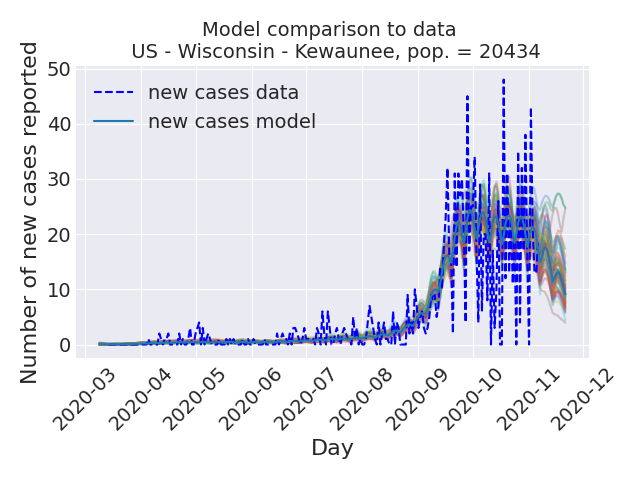 Model comparison to data
US - Wisconsin - Kewaunee, pop. = 20434
Number of new cases reported
50
40
30
20
10
0
new cases data
new cases model
2020-03
2020-04
2020-05
2020-06
2020-07
2020-08
2020-09
2020-10
2020-11
2020-12
Day